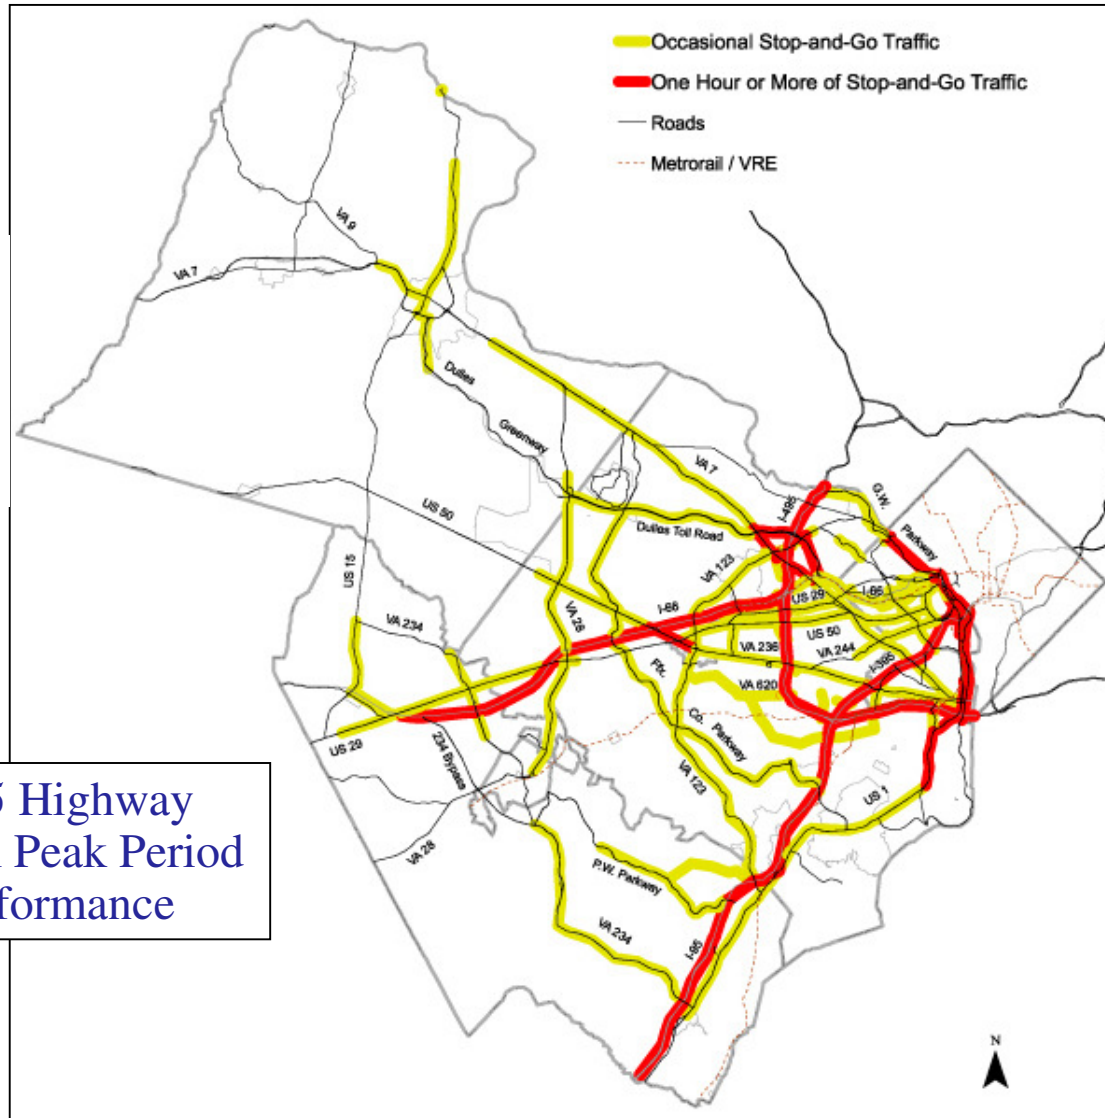 Occasional Stop-and-Go Traffic
One Hour or More of Stop-and-Go Traffic
Roads
Metrorail / VRE
VA 9
VA 7
Dulles
Greenway
VA 7
I-495
G.W.
Parkway
US 50
Dulles Toll Road
VA 123
US 15
I-66
US 29
I-66
VA 234
VA 28
VA 236
US 50
VA 244
Ffx.
6
I-395
VA 620
Co.
Parkway
US 29
234 Bypass
VA 123
US 1
5 Highway
Peak Period
formance
VA 28
P.W. Parkway
VA 234
I-95
N